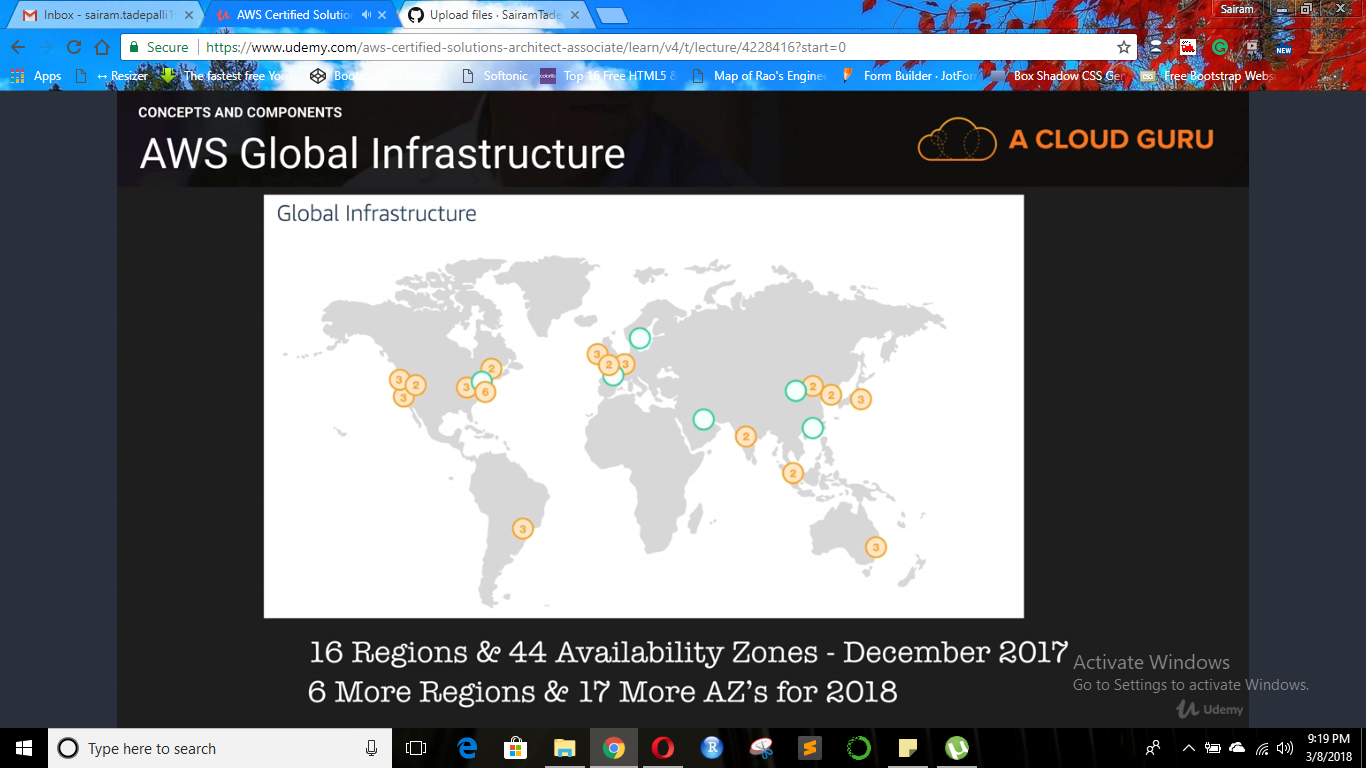 Sairam
Inbox - sairam.tadepalli1
AWS Certified Solution
Upload files · SairamTade
Secure
https://www.udemy.com/aws-certified-solutions-architect-associate/learn/v4/t/lecture/4228416?start=0
NEW
Apps
↔ Resizer
The fastest free You
Softonic
Top 16 Free HTML5 &
Map of Rao's Engine
Form Builder · JotFor
Box Shadow CSS Ger
Free Bootstrap Webs
CONCEPTS AND COMPONENTS
AWS Global Infrastructure
A CLOUD GURU
Global Infrastructure
3
2
3
2
3
6
3
2
3
2
2
3
2
2
3
3
16 Regions & 44 Availability Zones - December 2017
6 More Regions & 17 More AZ's for 2018
Activate Windows
Go to Settings to activate Windows.
Udemy
Type here to search
9:19 PM
3/8/2018